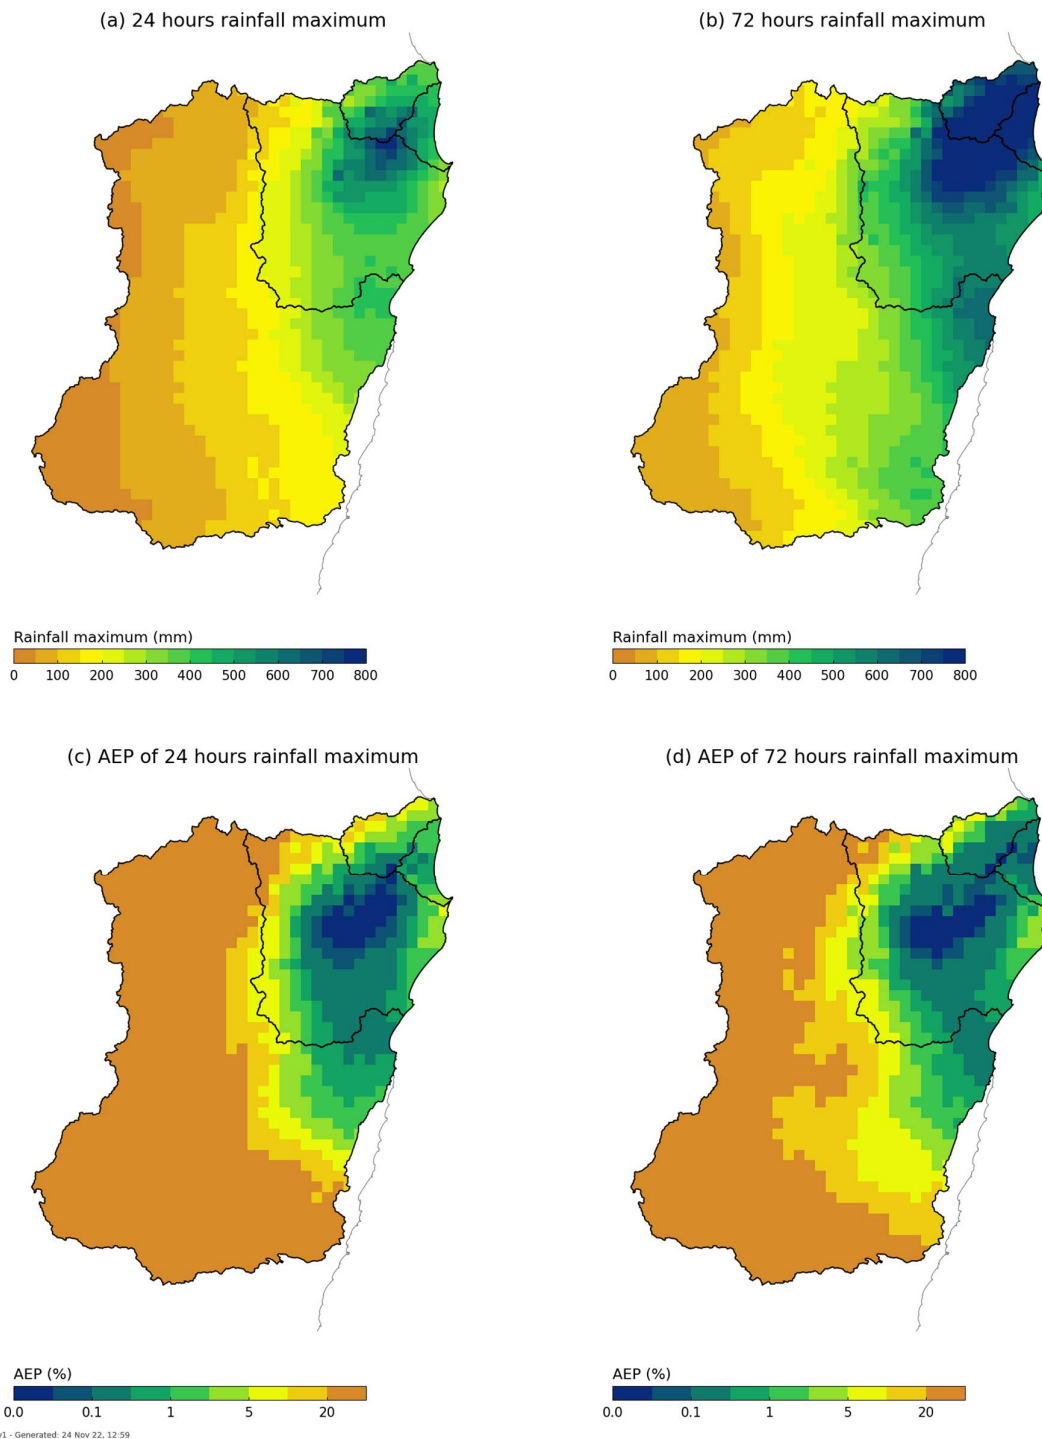 (a) 24 hours rainfall maximum
(b) 72 hours rainfall maximum
Rainfall maximum (mm)
0 100 200 300 400 500 600 700 800
Rainfall maximum (mm)
0 100 200 300 400 500 600 700 800
(c) AEP of 24 hours rainfall maximum
(d) AEP of 72 hours rainfall maximum
AEP (%)
0.0 0.1 1 5 20
AEP (%)
0.0 0.1 1 5 20
v1 - Generated: 24 Nov 22, 12:59